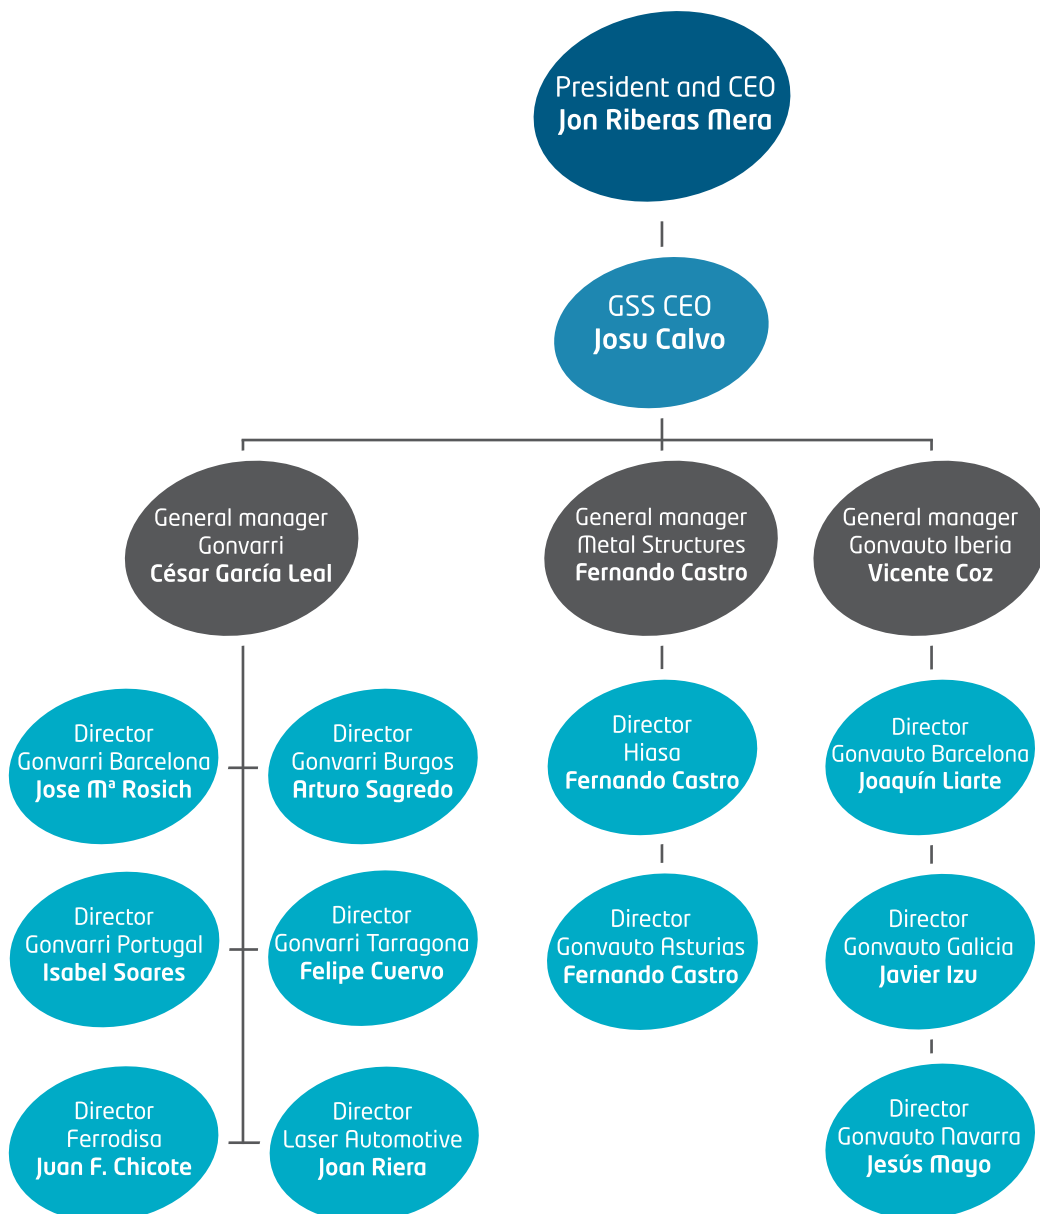 President and CEO
Jon Riberas Mera
GSS CEO
Josu Calvo
General manager
Gonvarri
César García Leal
General manager
Metal Structures
Fernando Castro
General manager
Gonvauto Iberia
Vicente Coz
Director
Gonvarri Barcelona
Jose Mª Rosich
Director
Gonvarri Burgos
Arturo Sagredo
Director
Hiasa
Fernando Castro
Director
Gonvauto Barcelona
Joaquín Liarte
Director
Gonvarri Portugal
Isabel Soares
Director
Gonvarri Tarragona
Felipe Cuervo
Director
Gonvauto Asturias
Fernando Castro
Director
Gonvauto Galicia
Javier Izu
Director
Ferrodisa
Juan F. Chicote
Director
Laser Automotive
Joan Riera
Director
Gonvauto Navarra
Jesús Mayo